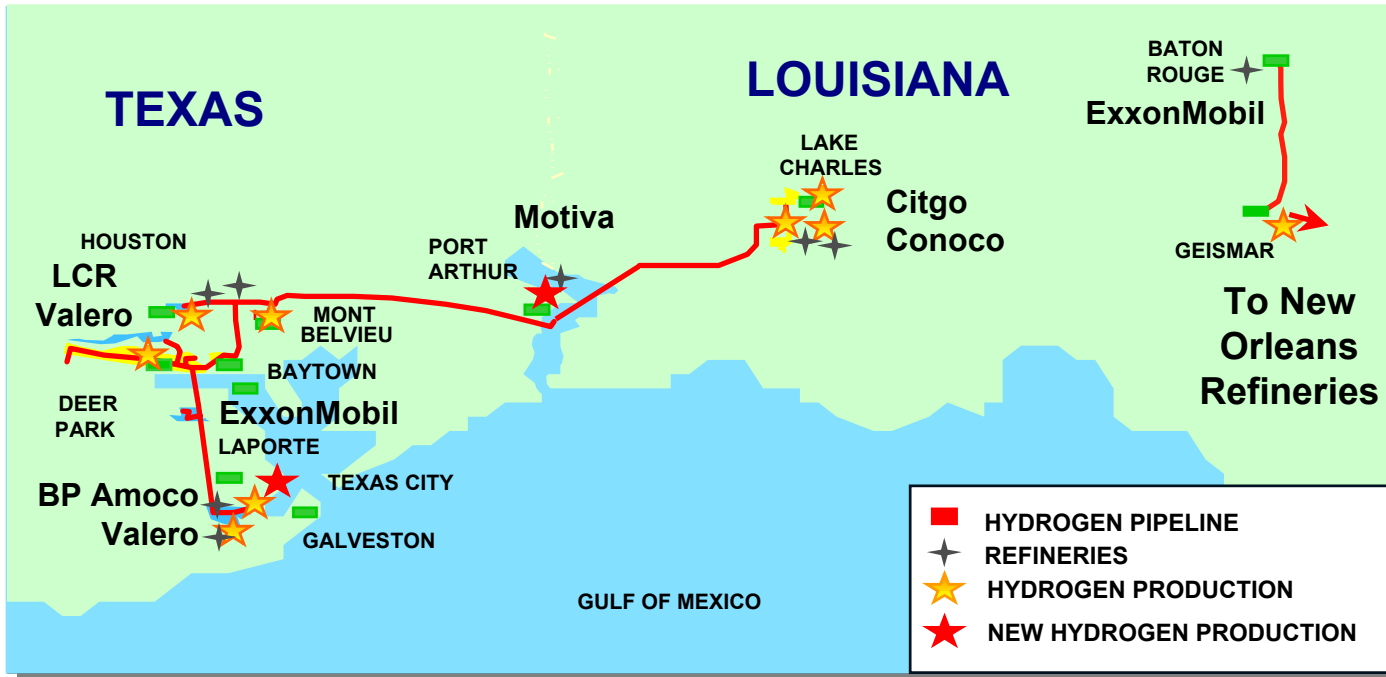 TEXAS
LOUISIANA
BATON
ROUGE
ExxonMobil
LAKE
CHARLES
Citgo
Conoco
Motiva
PORT
ARTHUR
HOUSTON
LCR
Valero
MONT
BELVIEU
BAYTOWN
DEER
PARK
ExxonMobil
LAPORTE
TEXAS CITY
BP Amoco
Valero
GALVESTON
GEISMAR
To New
Orleans
Refineries
GULF OF MEXICO
HYDROGEN PIPELINE
REFINERIES
HYDROGEN PRODUCTION
NEW HYDROGEN PRODUCTION